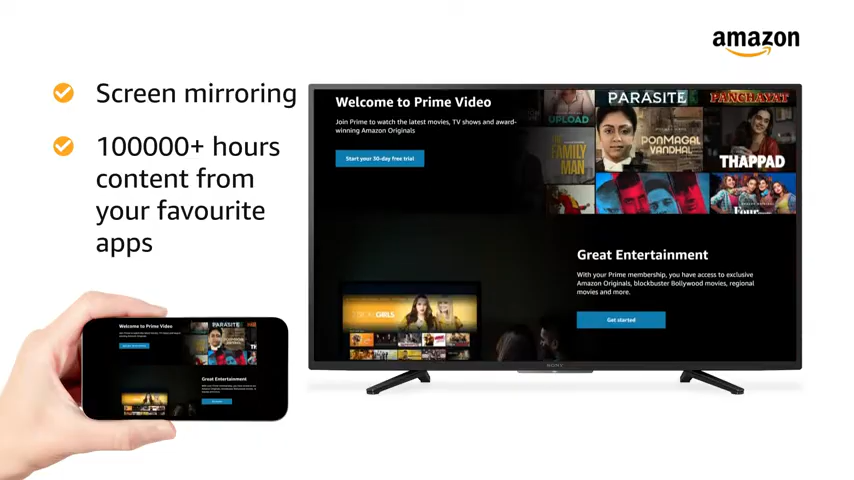 amazon
Screen mirroring
100000+ hours
content from
your favourite
apps
Welcome to Prime Video
Join Prime to watch the latest movies, TV shows and award-
winning Amazon Originals
Start your 30-day free trial
UPLOAD
PARASITE
PANCHAYAT
THE
FAMILY
MAN
PONMAGAL
VANDHAL
THAPPAD
Four
Great Entertainment
With your Prime membership, you have access to exclusive
Amazon Originals, blockbuster Bollywood movies, regional
movies and more.
Get started
GIRLS
SONY
Welcome to Prime Video
PARASITE
Great Entertainment